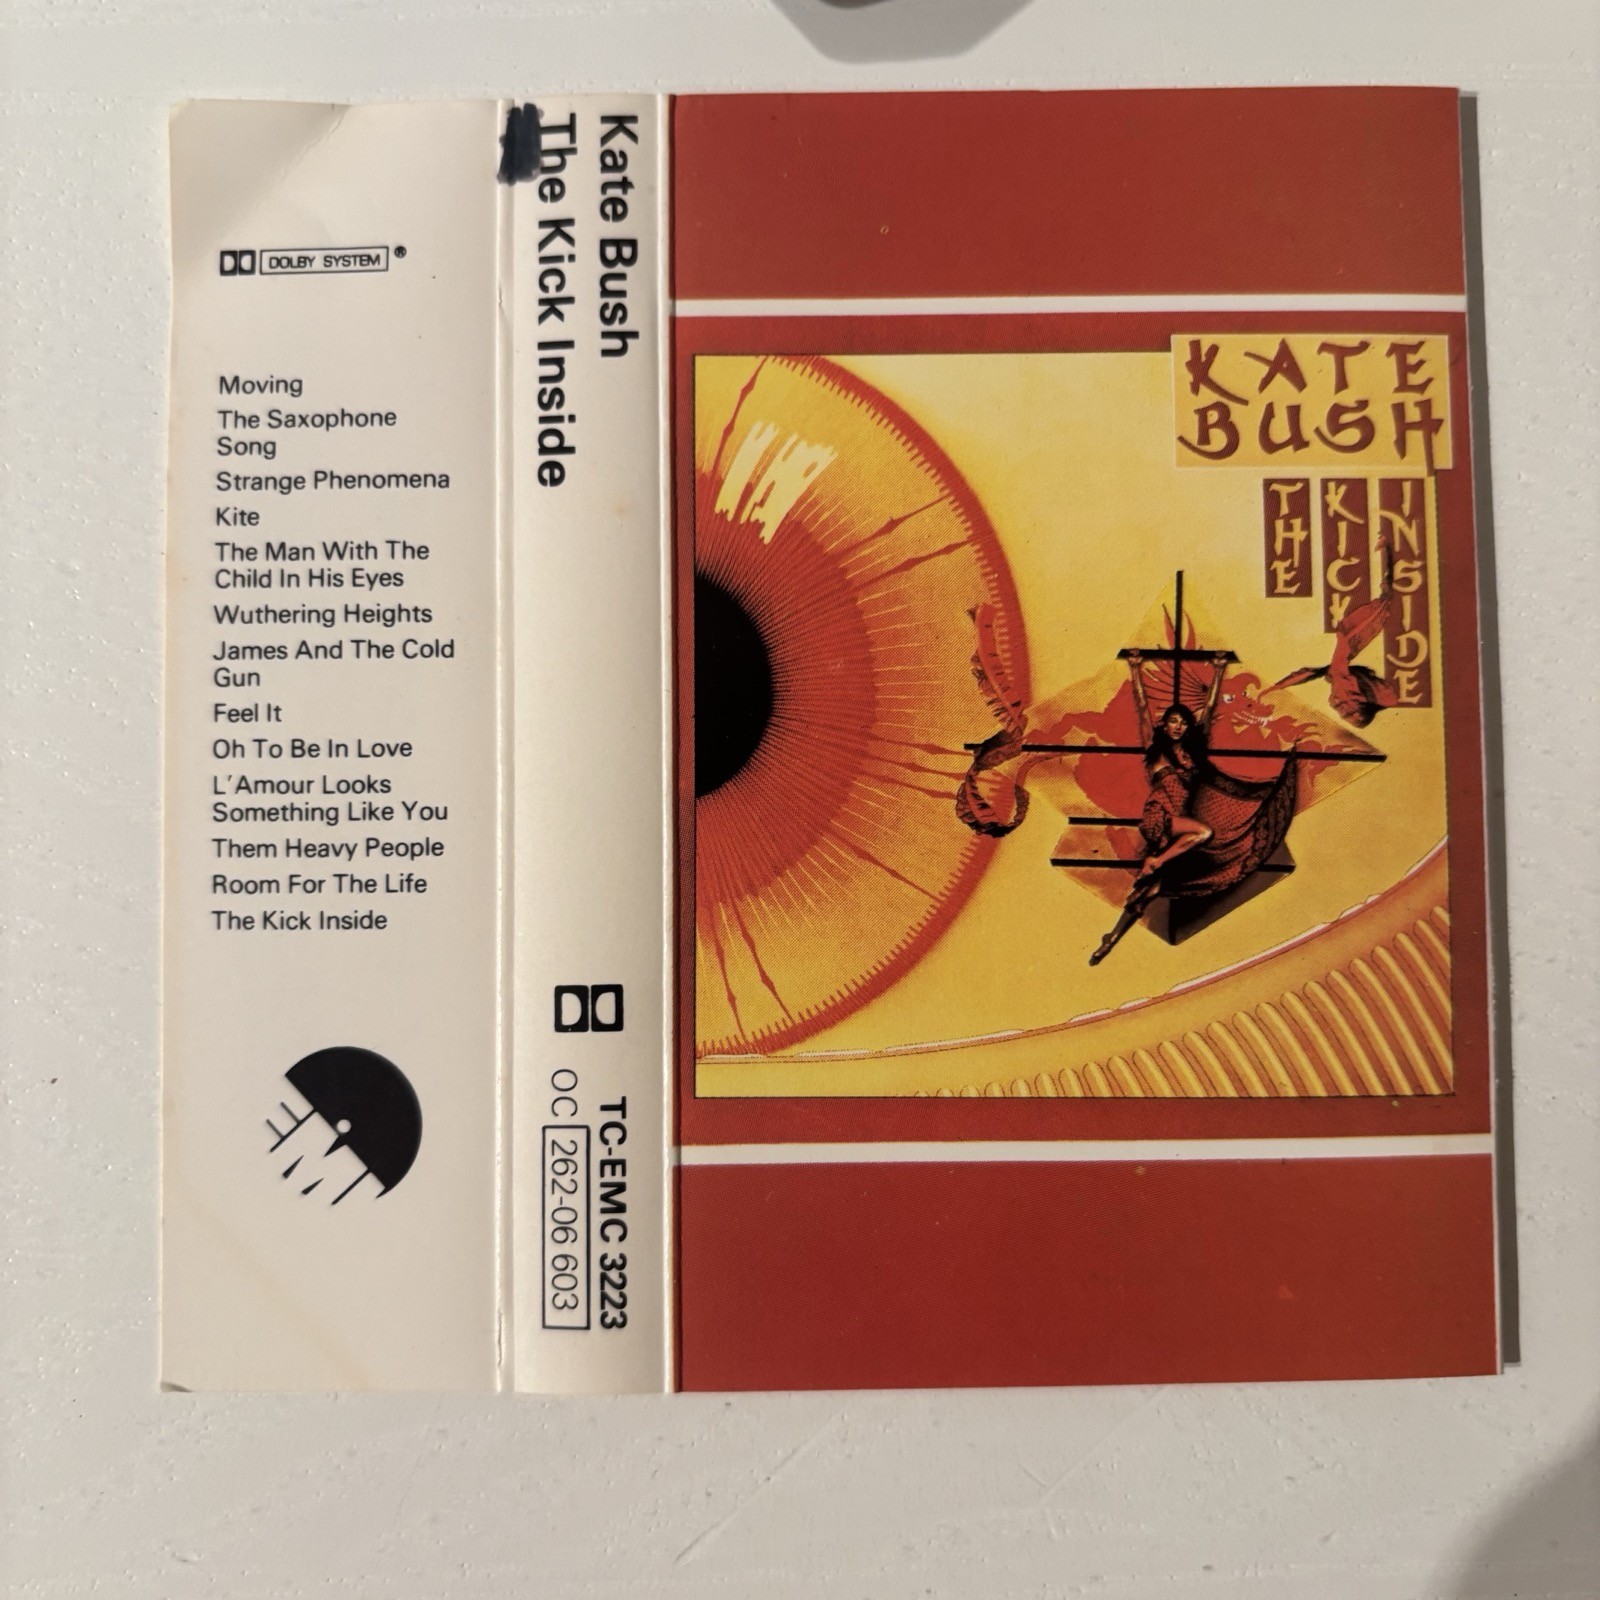 DOLBY SYSTEM ®
Moving
The Saxophone
Song
Strange Phenomena
Kite
The Man With The
Child In His Eyes
Wuthering Heights
James And The Cold
Gun
Feel It
Oh To Be In Love
L'Amour Looks
Something Like You
Them Heavy People
Room For The Life
The Kick Inside
EMI
Kate Bush
The Kick Inside
TC-EMC 3223
OC 262-06 603
KATE
BUSH
THE
KICK
INSIDE